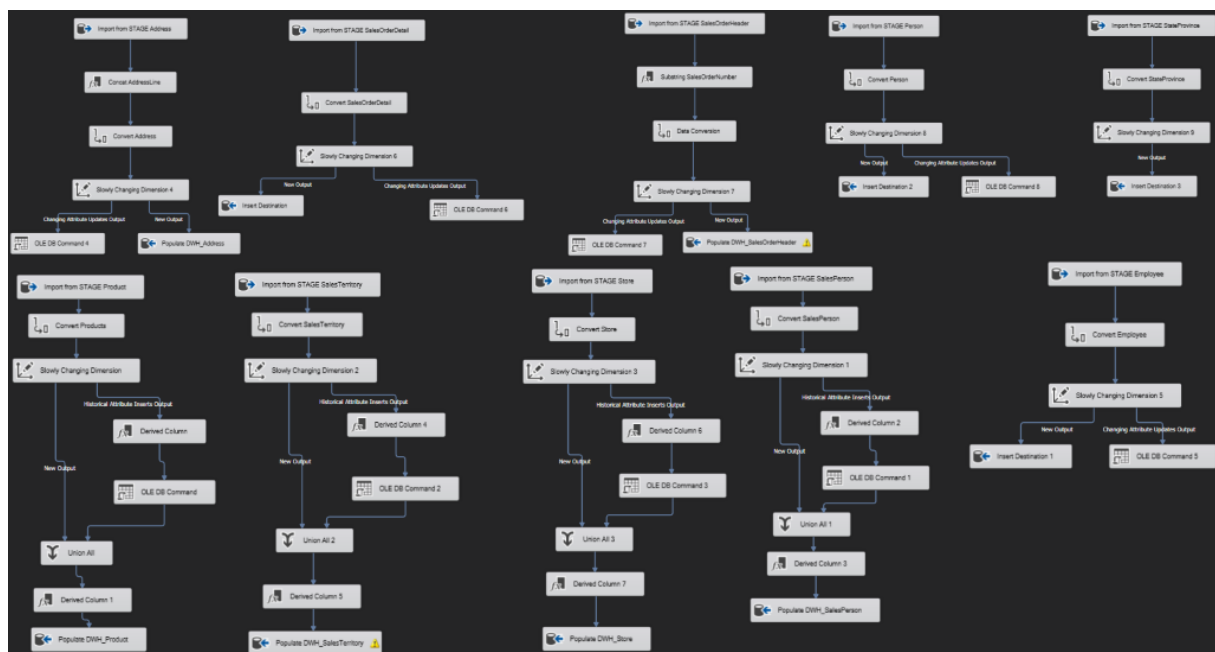 Import from STAGE Address
Concat AddressLine
Convert Address
Slowly Changing Dimension 4
Changing Attribute Updates Output
New Output
OLE DB Command 4
Populate DWH_Address
Import from STAGE SalesOrderDetail
Convert SalesOrderDetail
Slowly Changing Dimension 6
New Output
Changing Attribute Updates Output
Insert Destination
OLE DB Command 6
Import from STAGE SalesOrderHeader
Substring SalesOrderNumber
Data Conversion
Slowly Changing Dimension 7
Changing Attribute Updates Output
New Output
OLE DB Command 7
Populate DWH_SalesOrderHeader
Import from STAGE Person
Convert Person
Slowly Changing Dimension 8
New Output
Changing Attribute Updates Output
Insert Destination 2
OLE DB Command 8
Import from STAGE StateProvince
Convert StateProvince
Slowly Changing Dimension 9
New Output
Insert Destination 3
Import from STAGE Product
Convert Products
Slowly Changing Dimension
Historical Attribute Inserts Output
Derived Column
New Output
OLE DB Command
Union All
Derived Column 1
Populate DWH_Product
Import from STAGE SalesTerritory
Convert SalesTerritory
Slowly Changing Dimension 2
Historical Attribute Inserts Output
Derived Column 4
New Output
OLE DB Command 2
Union All 2
Derived Column 5
Populate DWH_SalesTerritory
Import from STAGE Store
Convert Store
Slowly Changing Dimension 3
Historical Attribute Inserts Output
Derived Column 6
New Output
OLE DB Command 3
Union All 3
Derived Column 7
Populate DWH_Store
Import from STAGE SalesPerson
Convert SalesPerson
Slowly Changing Dimension 1
Historical Attribute Inserts Output
Derived Column 2
New Output
OLE DB Command 1
Union All 1
Derived Column 3
Populate DWH_SalesPerson
Import from STAGE Employee
Convert Employee
Slowly Changing Dimension 5
New Output
Changing Attribute Updates Output
Insert Destination 1
OLE DB Command 5